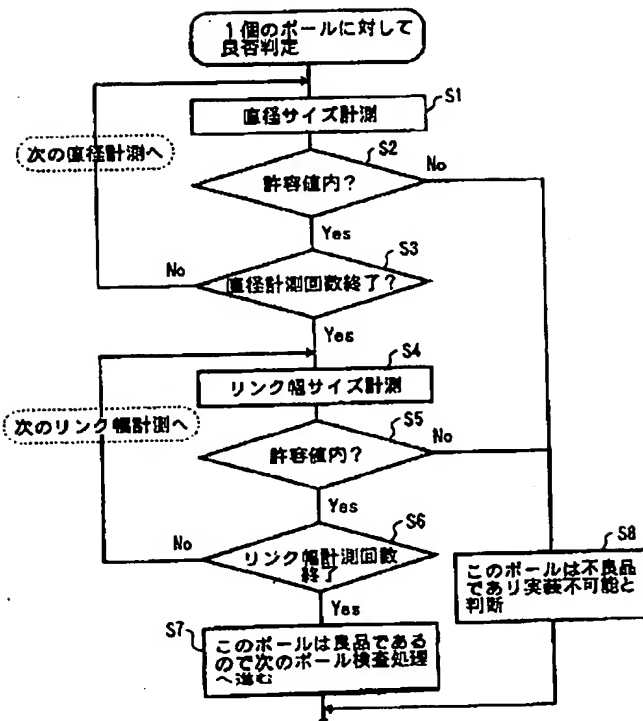 1個のボールに対して
良否判定
S1
直径サイズ計測
次の直径計測へ
S2
許容値内？
No
Yes
S3
直径計測回数終了？
No
Yes
S4
リンク幅サイズ計測
次のリンク幅計測へ
S5
許容値内？
No
Yes
S6
リンク幅計測回数
終了
No
Yes
S7
このボールは良品である
ので次のボール検査処理
へ進む
S8
このボールは不良品
であり実装不可能と
判断